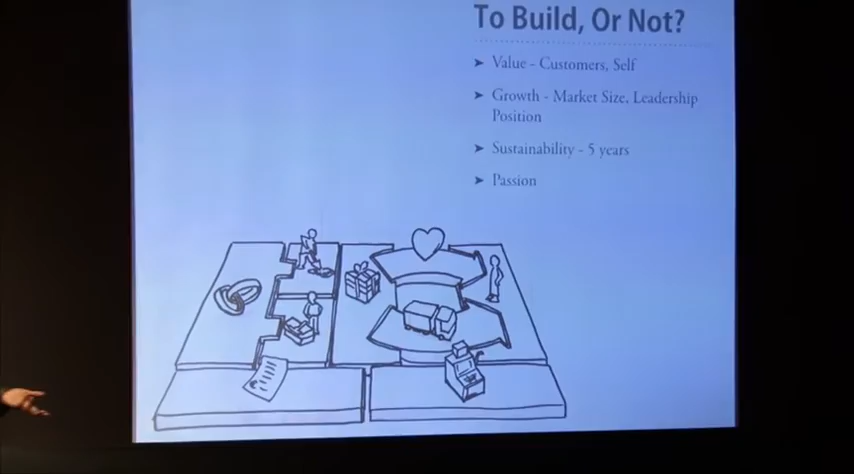 To Build, Or Not?
➤ Value - Customers, Self
➤ Growth - Market Size, Leadership
Position
➤ Sustainability - 5 years
➤ Passion